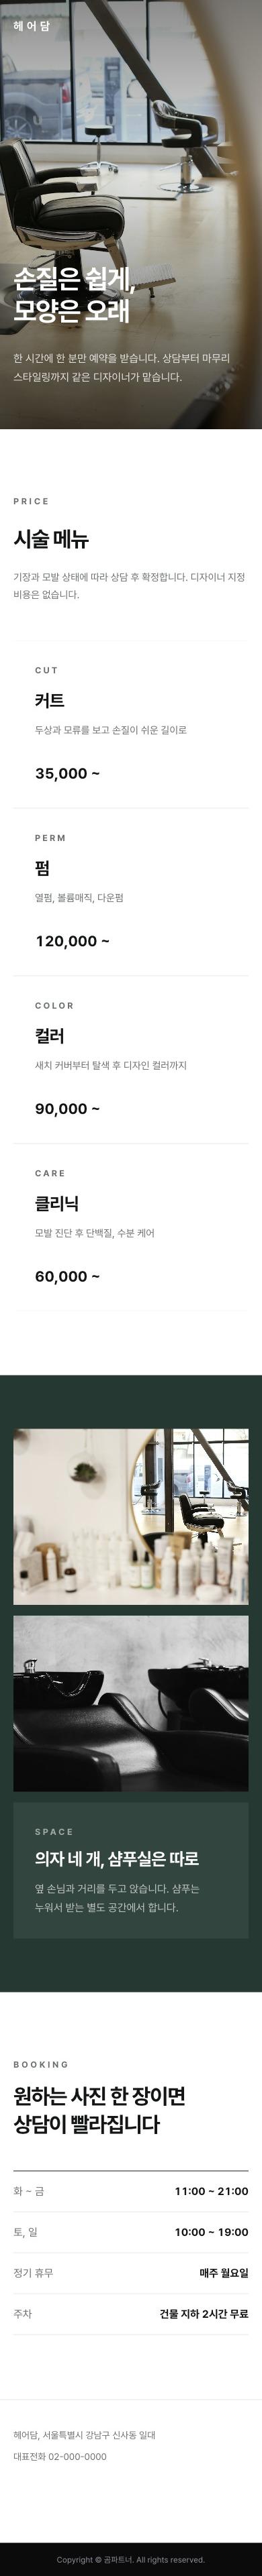 헤어담
손질은 쉽게,
모양은 오래
한 시간에 한 분만 예약을 받습니다. 상담부터 마무리
스타일링까지 같은 디자이너가 맡습니다.
PRICE
시술 메뉴
기장과 모발 상태에 따라 상담 후 확정합니다. 디자이너 지정
비용은 없습니다.
CUT
커트
두상과 모류를 보고 손질이 쉬운 길이로
35,000 ~
PERM
펌
열펌, 볼륨매직, 다운펌
120,000 ~
COLOR
컬러
새치 커버부터 탈색 후 디자인 컬러까지
90,000 ~
CARE
클리닉
모발 진단 후 단백질, 수분 케어
60,000 ~
SPACE
의자 네 개, 샴푸실은 따로
옆 손님과 거리를 두고 앉습니다. 샴푸는
누워서 받는 별도 공간에서 합니다.
BOOKING
원하는 사진 한 장이면
상담이 빨라집니다
화 ~ 금 11:00 ~ 21:00
토, 일 10:00 ~ 19:00
정기 휴무 매주 월요일
주차 건물 지하 2시간 무료
헤어담, 서울특별시 강남구 신사동 일대
대표전화 02-000-0000
Copyright © 곰파트너. All rights reserved.